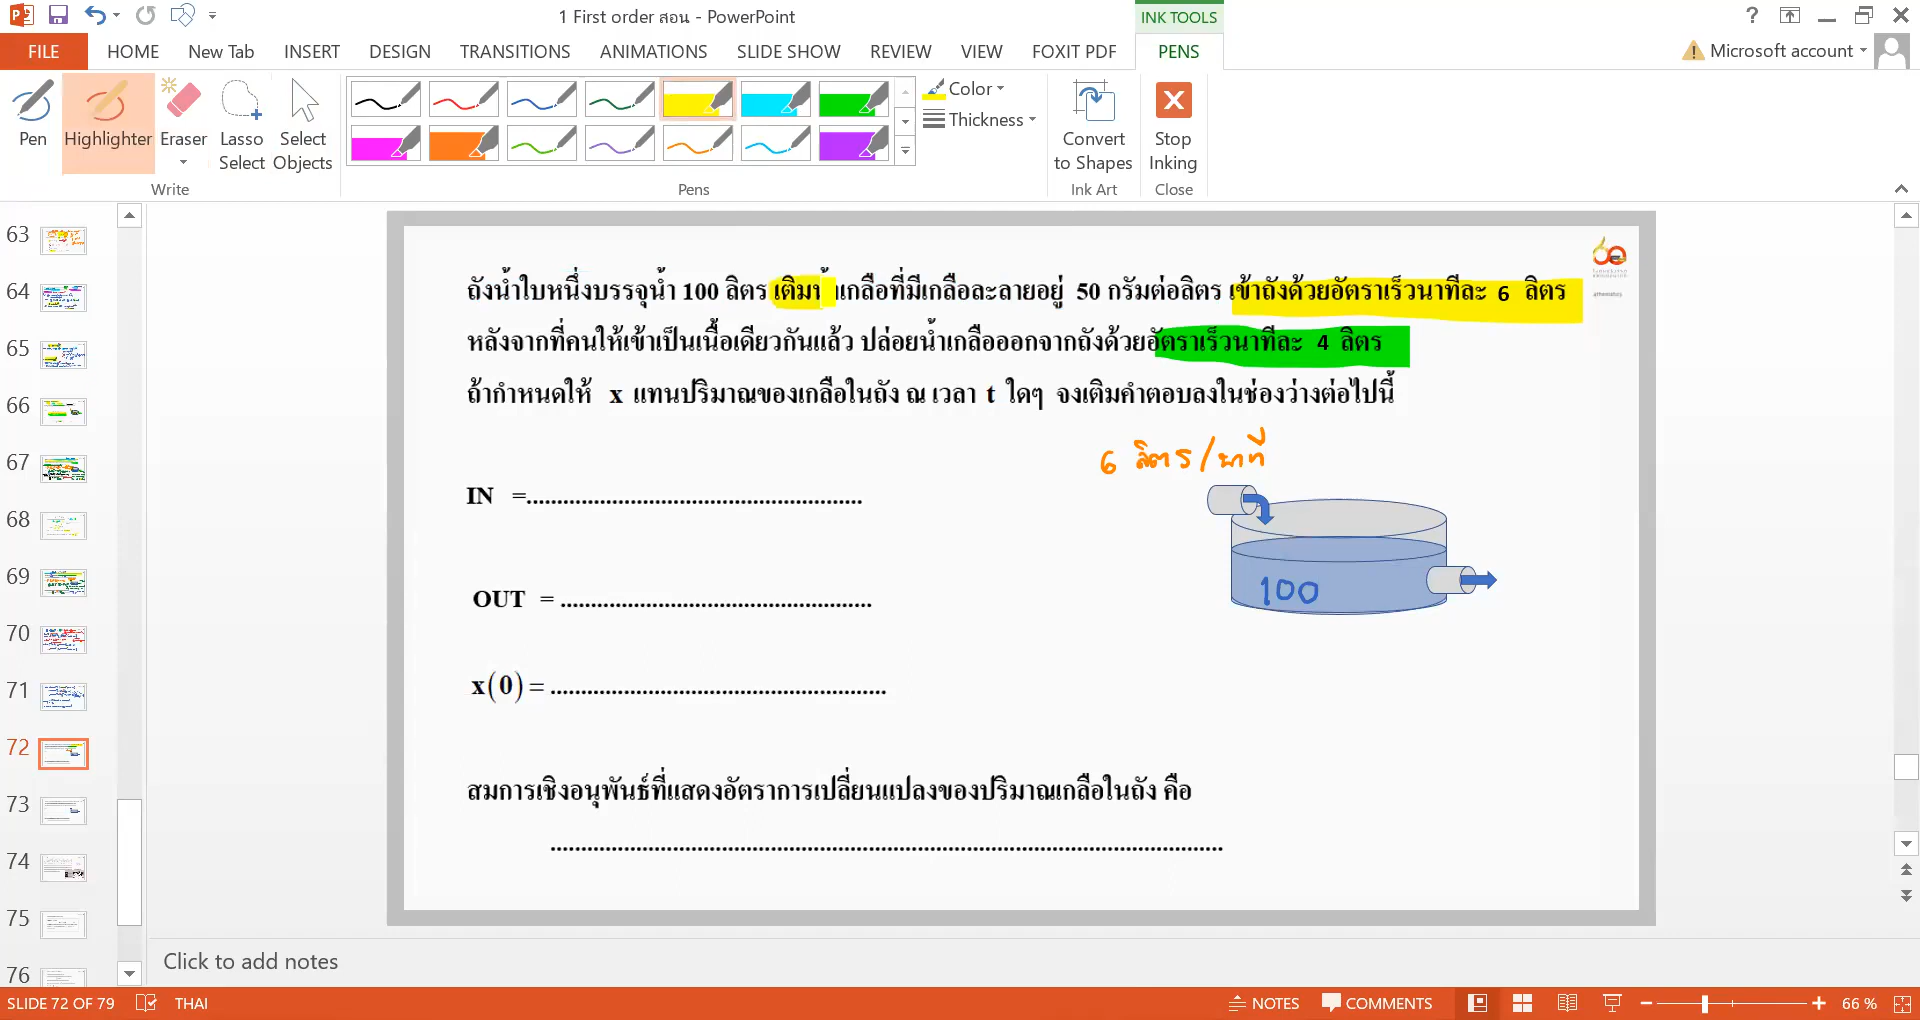 1 First order สอน - PowerPoint
INK TOOLS
FILE HOME New Tab INSERT DESIGN TRANSITIONS ANIMATIONS SLIDE SHOW REVIEW VIEW FOXIT PDF PENS Microsoft account
Pen Highlighter Eraser Lasso Select Select Objects
Color
Thickness
Convert to Shapes
Stop Inking
Write Pens Ink Art Close
63
64
65
66
67
68
69
70
71
72
73
74
75
76
ถังน้ำใบหนึ่งบรรจุน้ำ 100 ลิตร เติมน้ำเกลือที่มีเกลือละลายอยู่ 50 กรัมต่อลิตร เข้าถังด้วยอัตราเร็วนาทีละ 6 ลิตร
หลังจากที่คนให้เข้าเป็นเนื้อเดียวกันแล้ว ปล่อยน้ำเกลือออกจากถังด้วยอัตราเร็วนาทีละ 4 ลิตร
ถ้ากำหนดให้ x แทนปริมาณของเกลือในถัง ณ เวลา t ใดๆ จงเติมคำตอบลงในช่องว่างต่อไปนี้
6 ลิตร/นาที
IN =......................................................
100
OUT = ..................................................
x(0) = ......................................................
สมการเชิงอนุพันธ์ที่แสดงอัตราการเปลี่ยนแปลงของปริมาณเกลือในถัง คือ
............................................................................................................
Click to add notes
SLIDE 72 OF 79 THAI NOTES COMMENTS 66 %